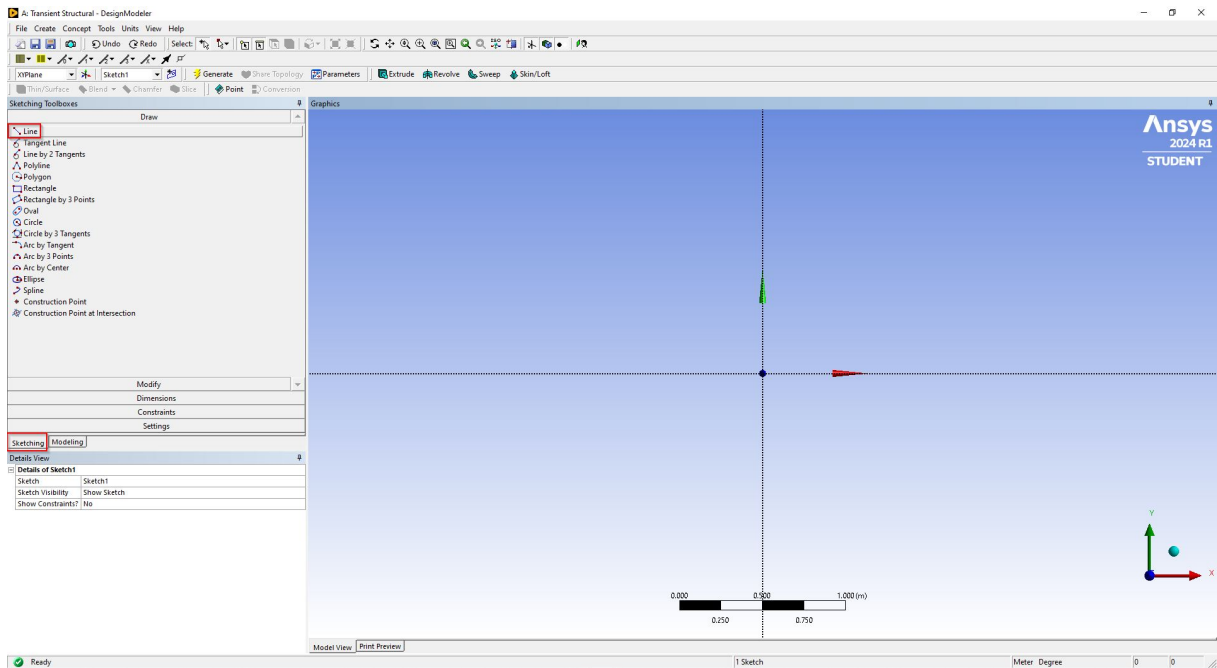 A: Transient Structural - DesignModeler
File Create Concept Tools Units View Help
Undo Redo Select:
XYPlane Sketch1 Generate Share Topology Parameters Extrude Revolve Sweep Skin/Loft
Thin/Surface Blend Chamfer Slice Point Conversion
Sketching Toolboxes
Draw
Line
Tangent Line
Line by 2 Tangents
Polyline
Polygon
Rectangle
Rectangle by 3 Points
Oval
Circle
Circle by 3 Tangents
Arc by Tangent
Arc by 3 Points
Arc by Center
Ellipse
Spline
Construction Point
Construction Point at Intersection
Modify
Dimensions
Constraints
Settings
Sketching Modeling
Details View
Details of Sketch1
Sketch Sketch1
Sketch Visibility Show Sketch
Show Constraints? No
Graphics
Ansys
2024 R1
STUDENT
Y
X
0.000 0.500 1.000 (m)
0.250 0.750
Model View Print Preview
Ready 1 Sketch Meter Degree 0 0